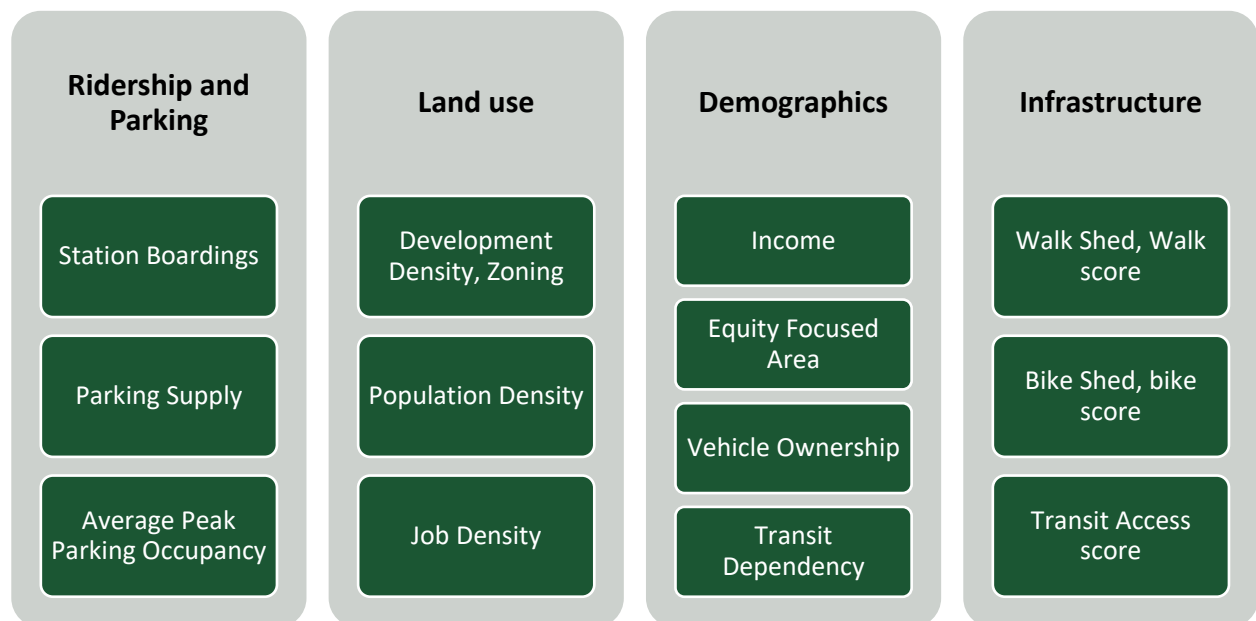 Ridership and
Parking
Station Boardings
Parking Supply
Average Peak
Parking Occupancy
Land use
Development
Density, Zoning
Population Density
Job Density
Demographics
Income
Equity Focused
Area
Vehicle Ownership
Transit
Dependency
Infrastructure
Walk Shed, Walk
score
Bike Shed, bike
score
Transit Access
score